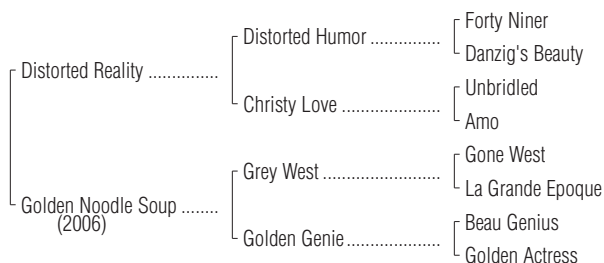 Forty Niner
Distorted Humor ................
Danzig's Beauty
Distorted Reality ...............
Unbridled
Christy Love ......................
Amo
Gone West
Grey West .........................
La Grande Epoque
Golden Noodle Soup ........
(2006)
Beau Genius
Golden Genie ....................
Golden Actress